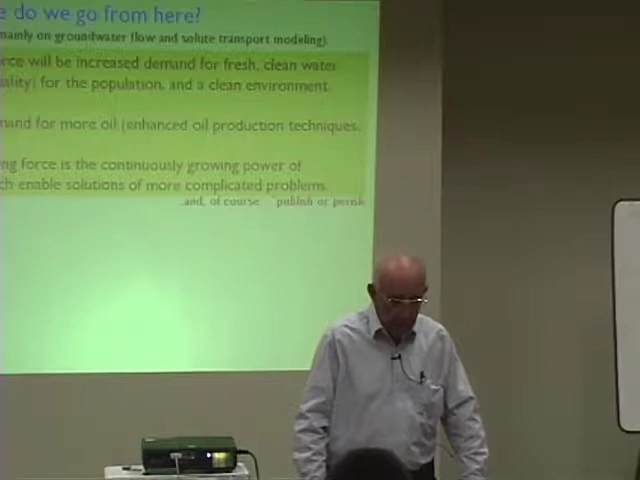 e do we go from here?
mainly on groundwater flow and solute transport modeling).
rce will be increased demand for fresh, clean water
ality) for the population, and a clean environment.
mand for more oil (enhanced oil production techniques.
ng force is the continuously growing power of
ch enable solutions of more complicated problems.
..and, of course publish or perish